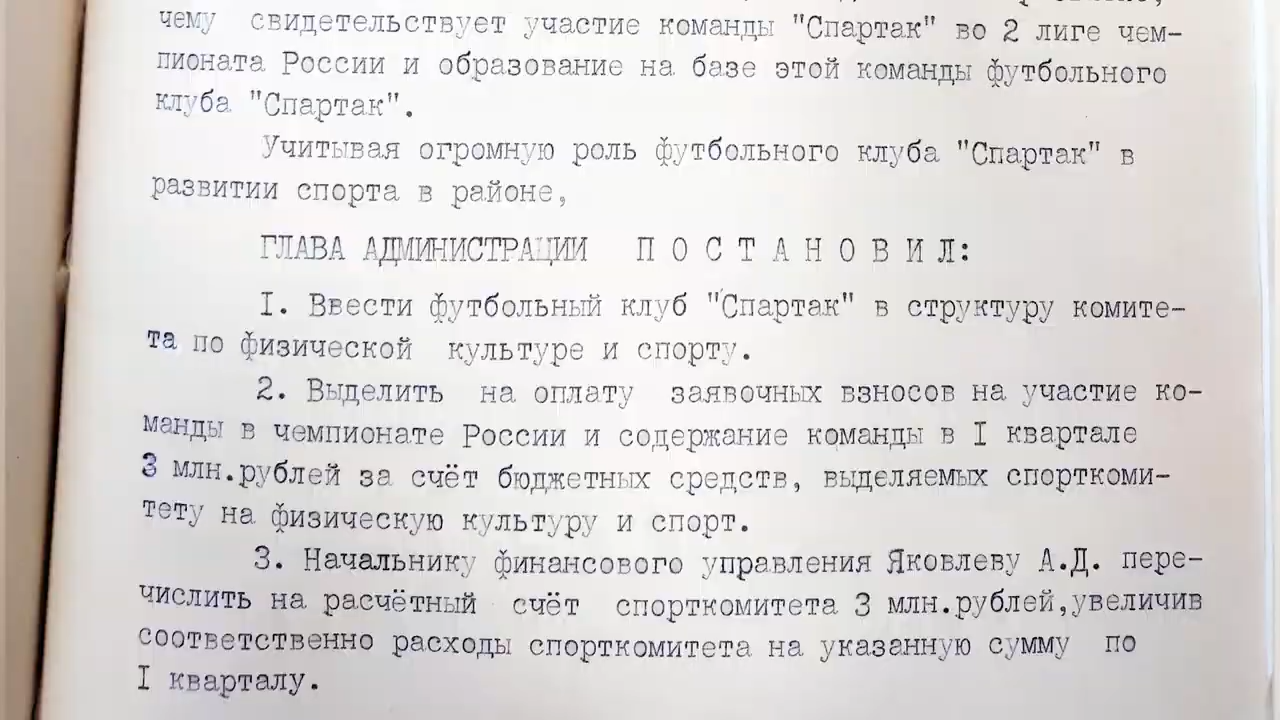 чему свидетельствует участие команды "Спартак" во 2 лиге чем-
пионата России и образование на базе этой команды футбольного
клуба "Спартак".
Учитывая огромную роль футбольного клуба "Спартак" в
развитии спорта в районе,
ГЛАВА АДМИНИСТРАЦИИ П О С Т А Н О В И Л:
I. Ввести футбольный клуб "Спартак" в структуру комите-
та по физической культуре и спорту.
2. Выделить на оплату заявочных взносов на участие ко-
манды в чемпионате России и содержание команды в I квартале
3 млн.рублей за счёт бюджетных средств, выделяемых спорткоми-
тету на физическую культуру и спорт.
3. Начальнику финансового управления Яковлеву А.Д. пере-
числить на расчётный счёт спорткомитета 3 млн.рублей,увеличив
соответственно расходы спорткомитета на указанную сумму по
I кварталу.